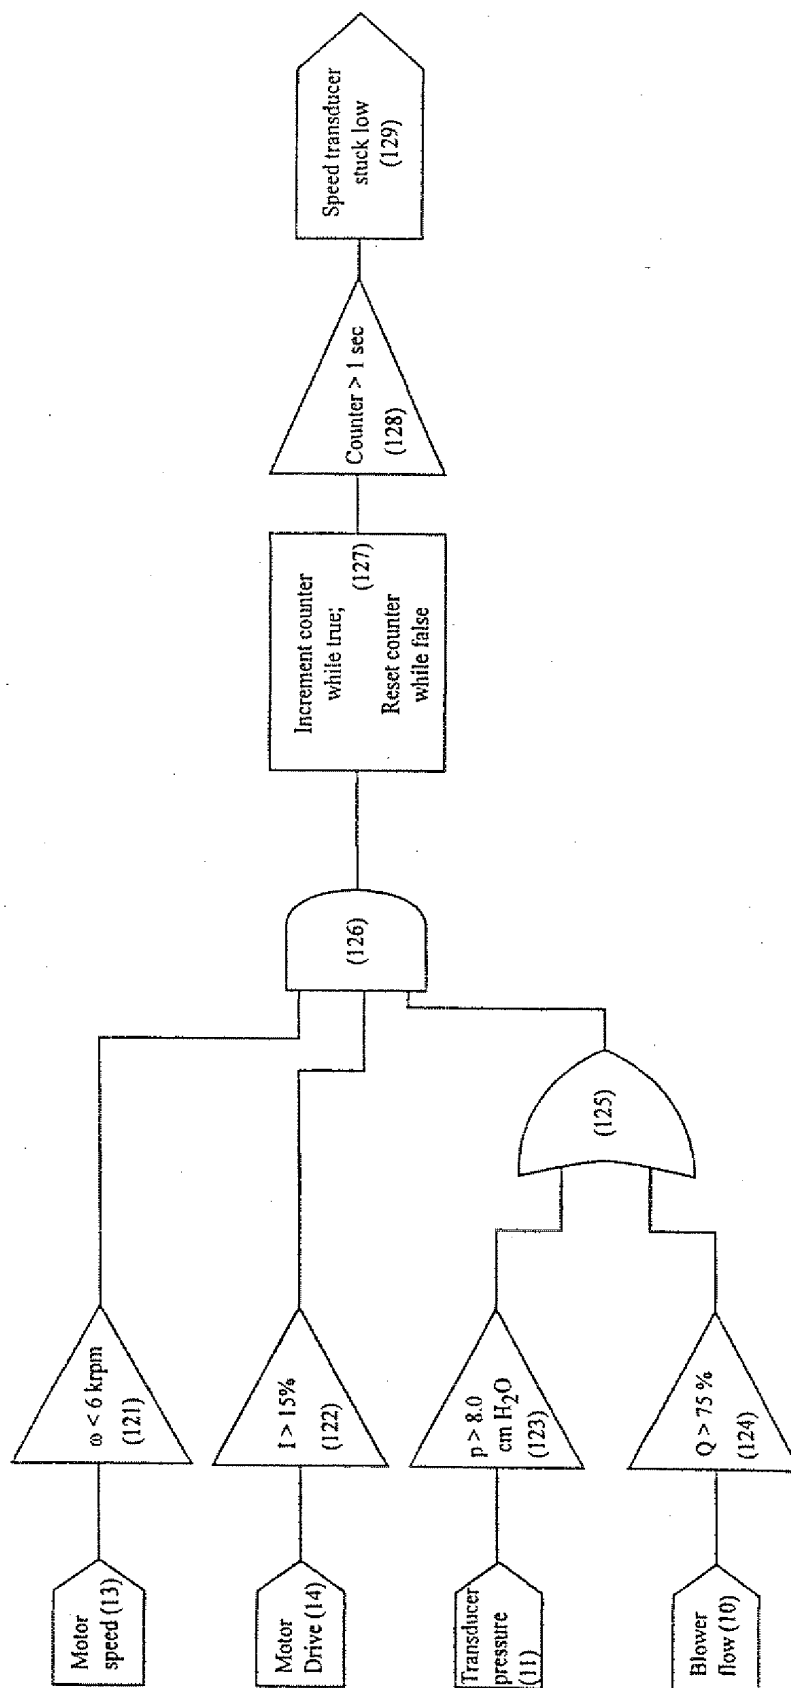 Motor
speed (13)
ω < 6 krpm
(121)
Motor
Drive (14)
I > 15%
(122)
Transducer
pressure
(11)
p > 8.0
cm H₂O
(123)
Blower
flow (10)
Q > 75 %
(124)
(125)
(126)
Increment counter
while true;
(127)
Reset counter
while false
Counter > 1 sec
(128)
Speed transducer
stuck low
(129)